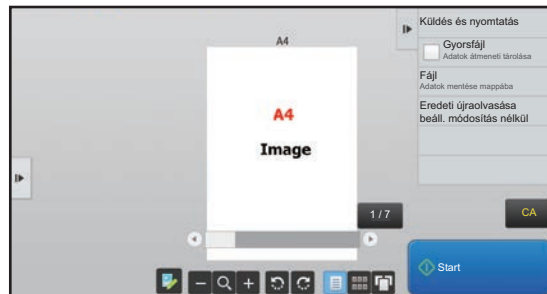 A4
A4
Image
1 / 7
Küldés és nyomtatás
Gyorsfájl
Adatok átmeneti tárolása
Fájl
Adatok mentése mappába
Eredeti újraolvasása
beáll. módosítás nélkül
CA
Start